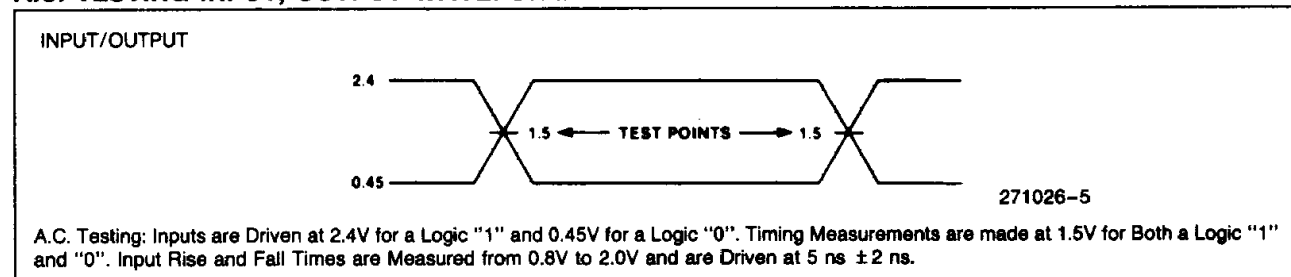 INPUT/OUTPUT
2.4
1.5 TEST POINTS 1.5
0.45
271026–5
A.C. Testing: Inputs are Driven at 2.4V for a Logic "1" and 0.45V for a Logic "0". Timing Measurements are made at 1.5V for Both a Logic "1"
and "0". Input Rise and Fall Times are Measured from 0.8V to 2.0V and are Driven at 5 ns ±2 ns.